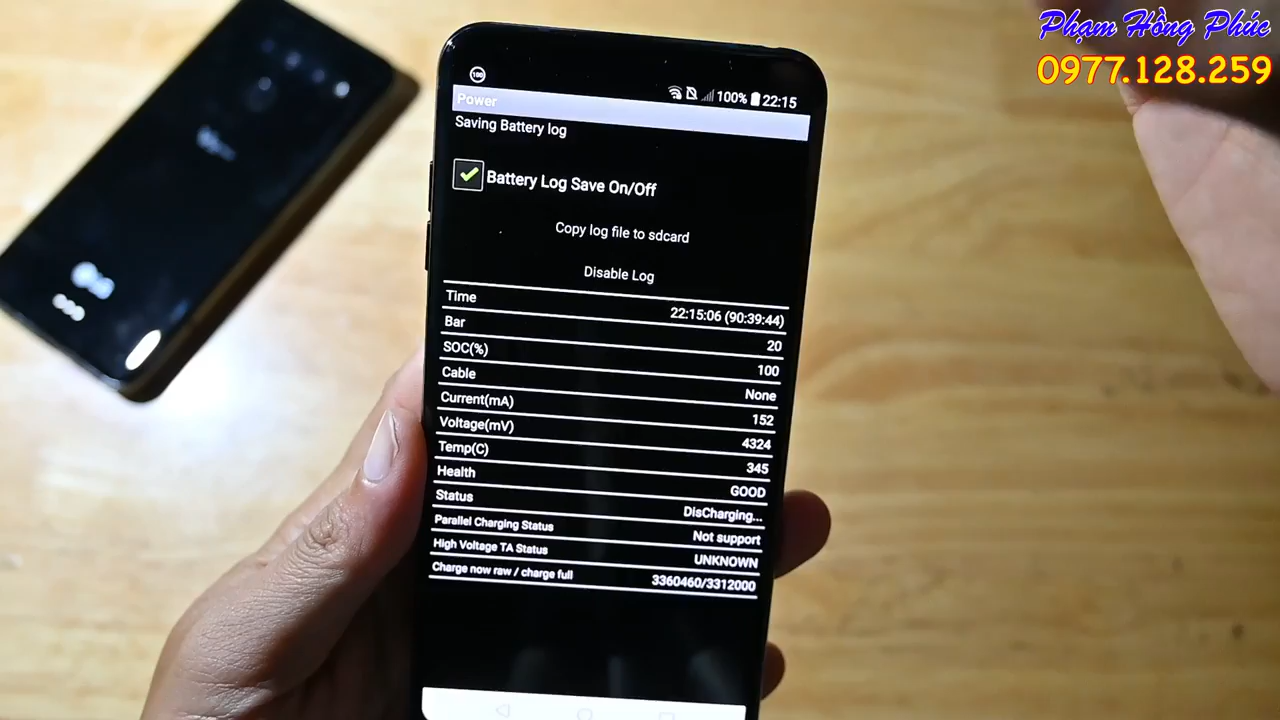 Phạm Hồng Phúc
0977.128.259
100
100% 22:15
Power
Saving Battery log
Battery Log Save On/Off
Copy log file to sdcard
Disable Log
Time 22:15:06 (90:39:44)
Bar 20
SOC(%) 100
Cable None
Current(mA) 152
Voltage(mV) 4324
Temp(C) 345
Health GOOD
Status DisCharging...
Parallel Charging Status Not support
High Voltage TA Status UNKNOWN
Charge now raw / charge full 3360460/3312000
LG